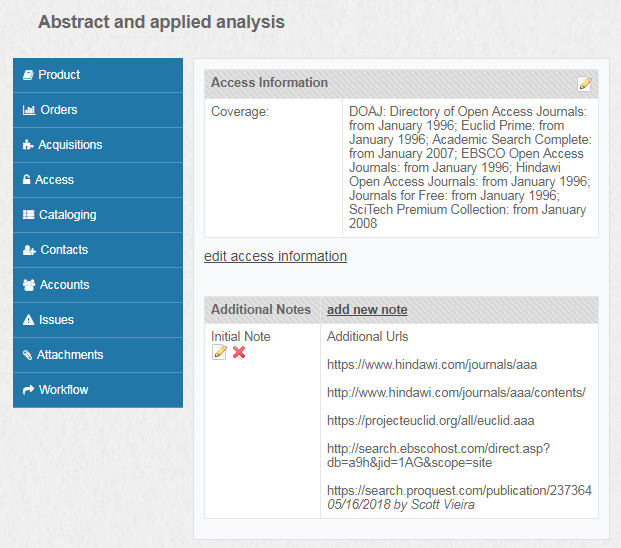 Abstract and applied analysis
Product
Orders
Acquisitions
Access
Cataloging
Contacts
Accounts
Issues
Attachments
Workflow
Access Information
Coverage:
DOAJ: Directory of Open Access Journals:
from January 1996; Euclid Prime: from
January 1996; Academic Search Complete:
from January 2007; EBSCO Open Access
Journals: from January 1996; Hindawi
Open Access Journals: from January 1996;
Journals for Free: from January 1996;
SciTech Premium Collection: from January
2008
edit access information
Additional Notes add new note
Initial Note
Additional Urls
https://www.hindawi.com/journals/aaa
http://www.hindawi.com/journals/aaa/contents/
https://projecteuclid.org/all/euclid.aaa
http://search.ebscohost.com/direct.asp?
db=a9h&jid=1AG&scope=site
https://search.proquest.com/publication/237364
05/16/2018 by Scott Vieira